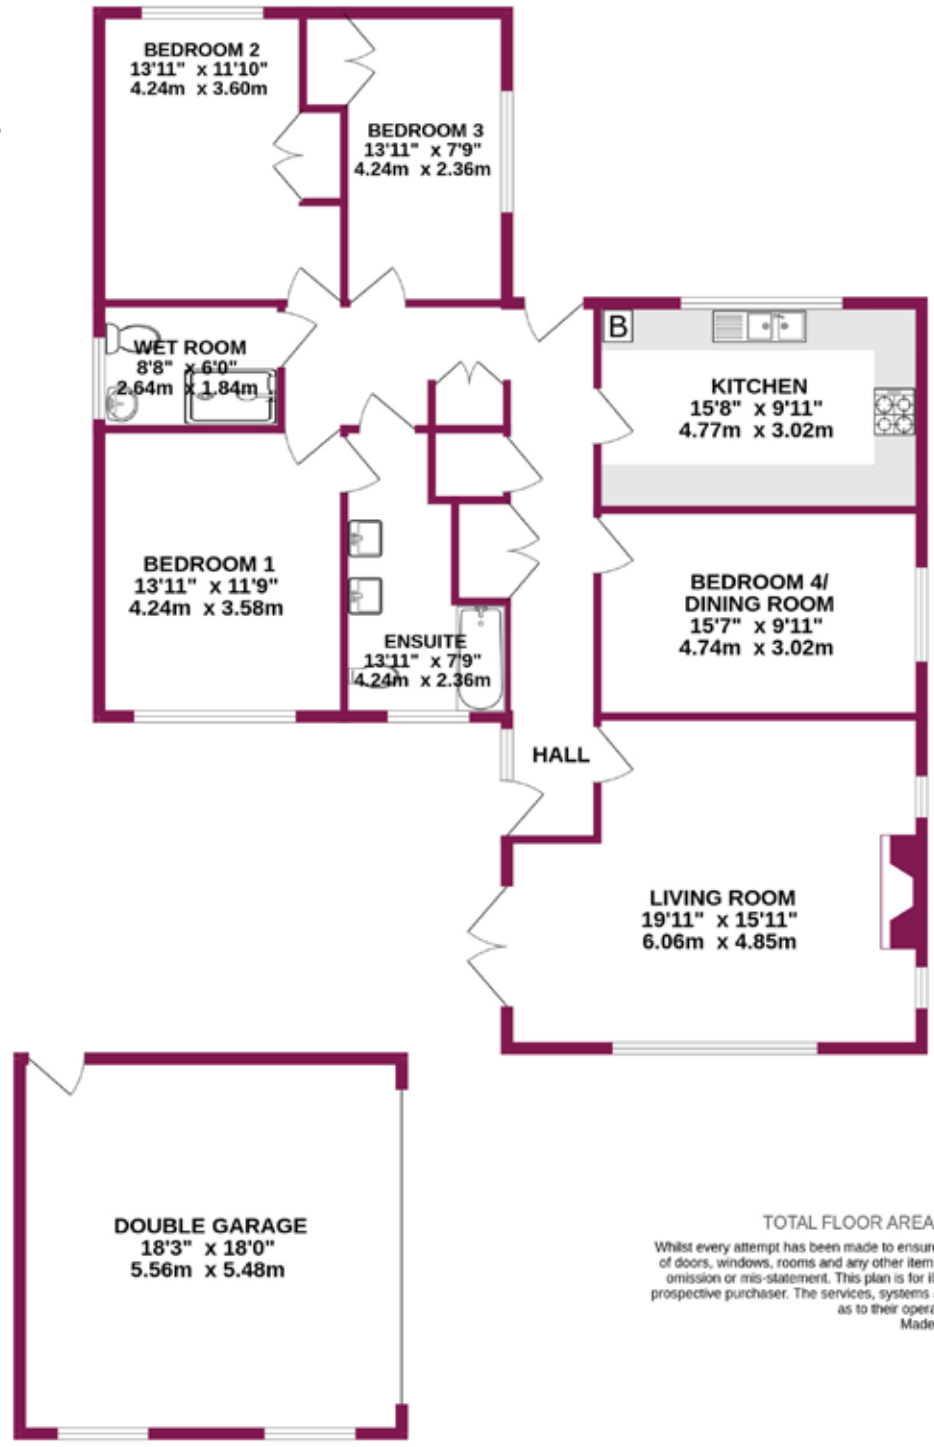 BEDROOM 2
13'11" x 11'10"
4.24m x 3.60m
BEDROOM 3
13'11" x 7'9"
4.24m x 2.36m
WET ROOM
8'8" x 6'0"
2.64m x 1.84m
B
KITCHEN
15'8" x 9'11"
4.77m x 3.02m
BEDROOM 1
13'11" x 11'9"
4.24m x 3.58m
BEDROOM 4/
DINING ROOM
15'7" x 9'11"
4.74m x 3.02m
ENSUITE
13'11" x 7'9"
4.24m x 2.36m
HALL
LIVING ROOM
19'11" x 15'11"
6.06m x 4.85m
DOUBLE GARAGE
18'3" x 18'0"
5.56m x 5.48m
TOTAL FLOOR AREA
Whilst every attempt has been made to ensure
of doors, windows, rooms and any other item
omission or mis-statement. This plan is for il
prospective purchaser. The services, systems
as to their opera
Made